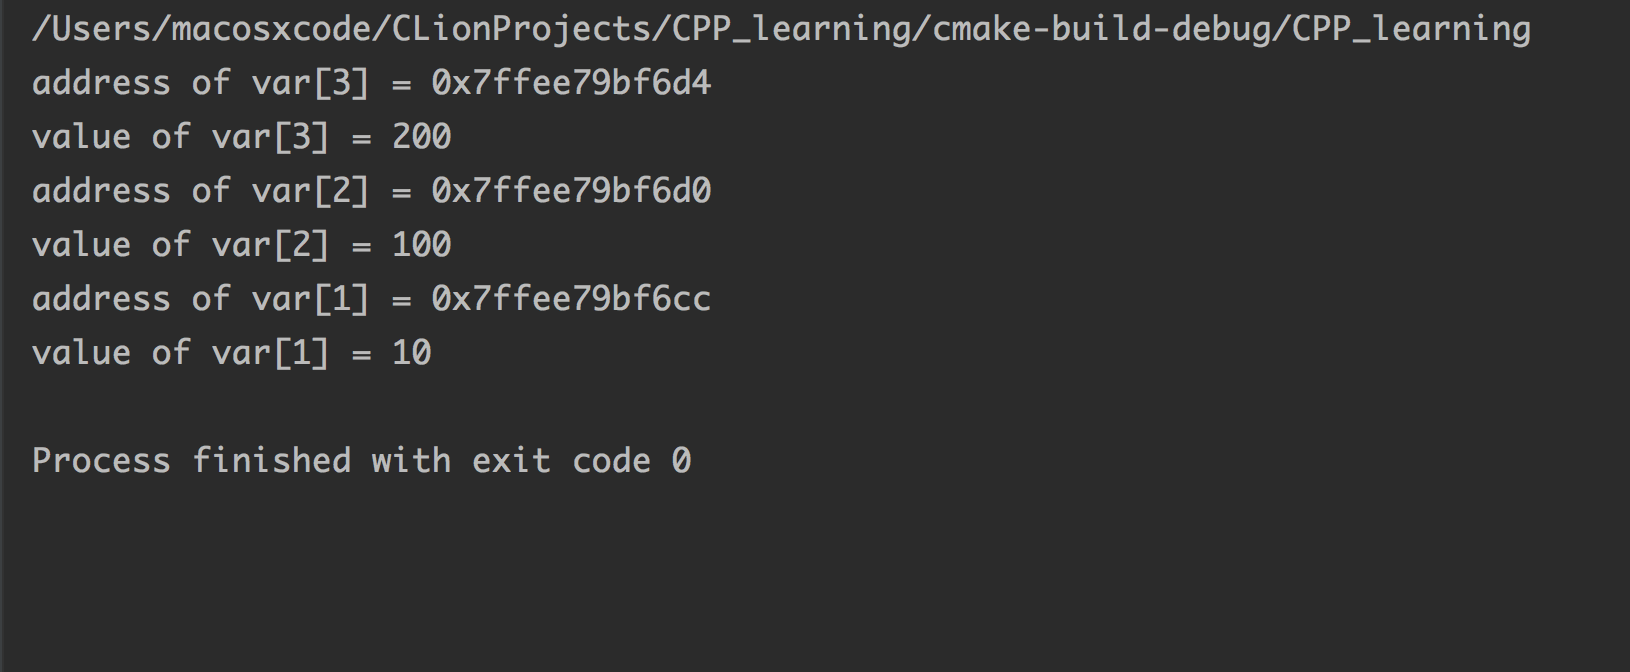 /Users/macosxcode/CLionProjects/CPP_learning/cmake-build-debug/CPP_learning
address of var[3] = 0x7ffee79bf6d4
value of var[3] = 200
address of var[2] = 0x7ffee79bf6d0
value of var[2] = 100
address of var[1] = 0x7ffee79bf6cc
value of var[1] = 10
Process finished with exit code 0